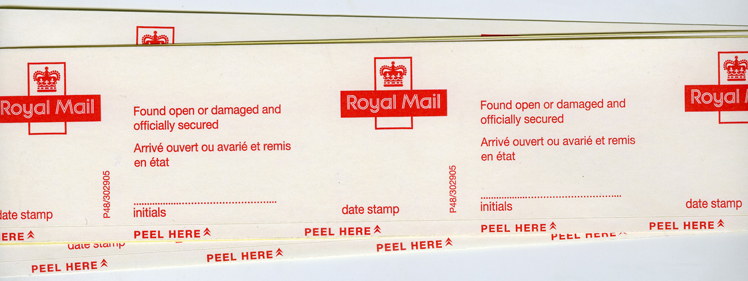 Royal Mail
date stamp
ERE
Found open or damaged and
officially secured
Arrivé ouvert ou avarié et remis
en état
initials
P48/302905
PEEL HERE
Royal Mail
date stamp
PEEL HERE
P48/302905
Found open or damaged and
officially secured
Arrivé ouvert ou avarié et remis
en état
initials
PEEL HERE
Royal
date stamp
PEEL HERE
date stamp
PEEL HERE
PEEL HERE
PEEL HERE
PEEL HERE